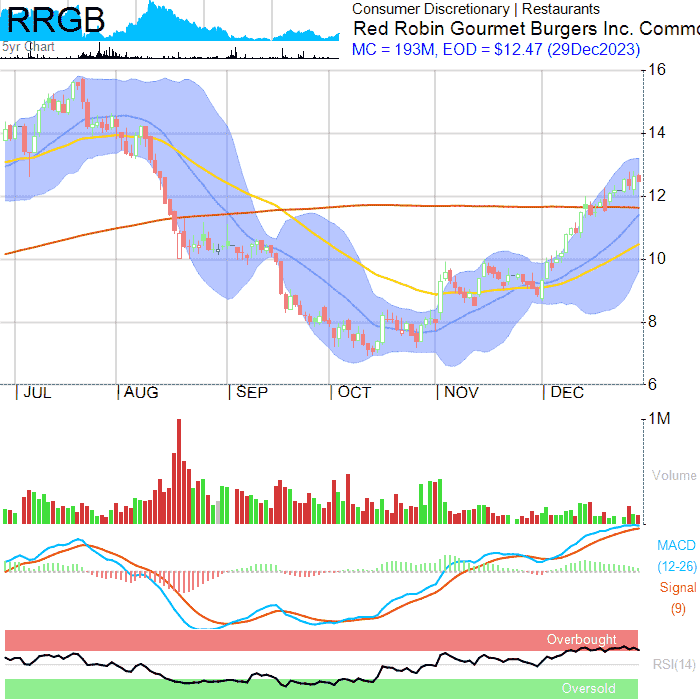 RRGB
5yr Chart
Consumer Discretionary | Restaurants
Red Robin Gourmet Burgers Inc. Commo
MC = 193M, EOD = $12.47 (29Dec2023)
16
14
12
10
8
6
JUL AUG SEP OCT NOV DEC
1M
Volume
MACD
(12-26)
Signal
(9)
Overbought
RSI(14)
Oversold